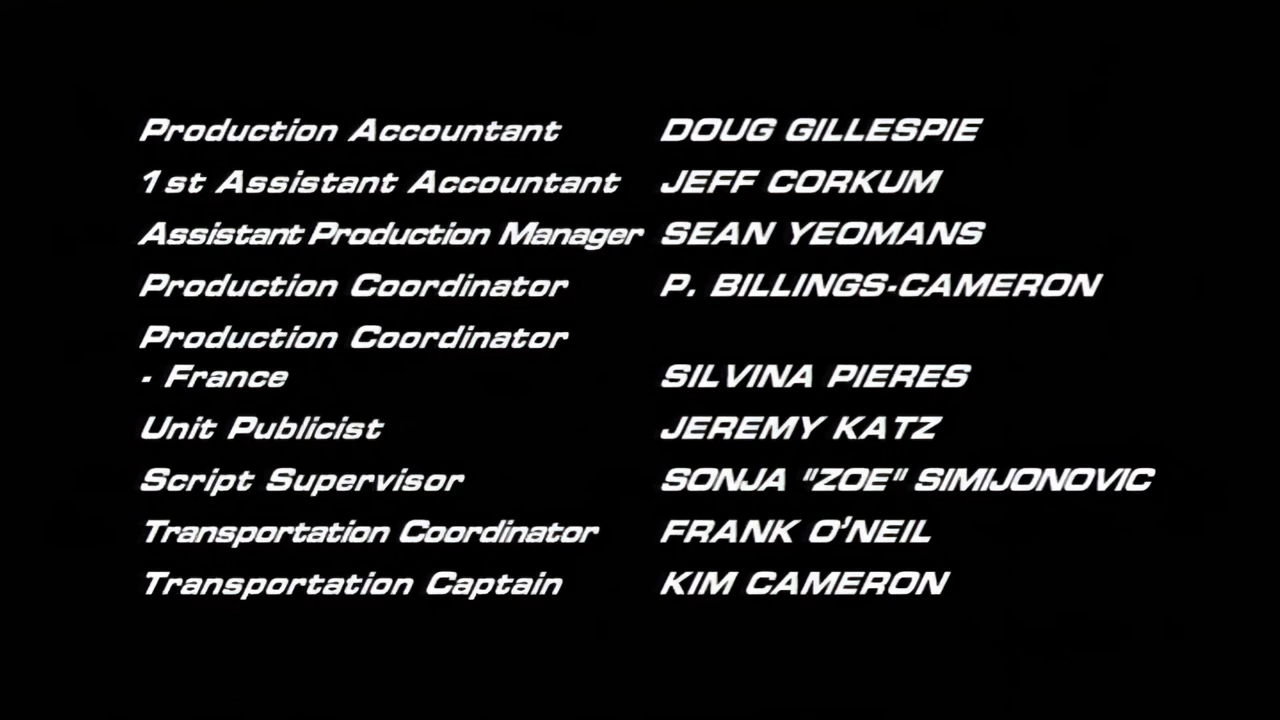 Production Accountant DOUG GILLESPIE
1st Assistant Accountant JEFF CORKUM
Assistant Production Manager SEAN YEOMANS
Production Coordinator P. BILLINGS-CAMERON
Production Coordinator
- France SILVINA PIERES
Unit Publicist JEREMY KATZ
Script Supervisor SONJA "ZOE" SIMIJONOVIC
Transportation Coordinator FRANK O'NEIL
Transportation Captain KIM CAMERON